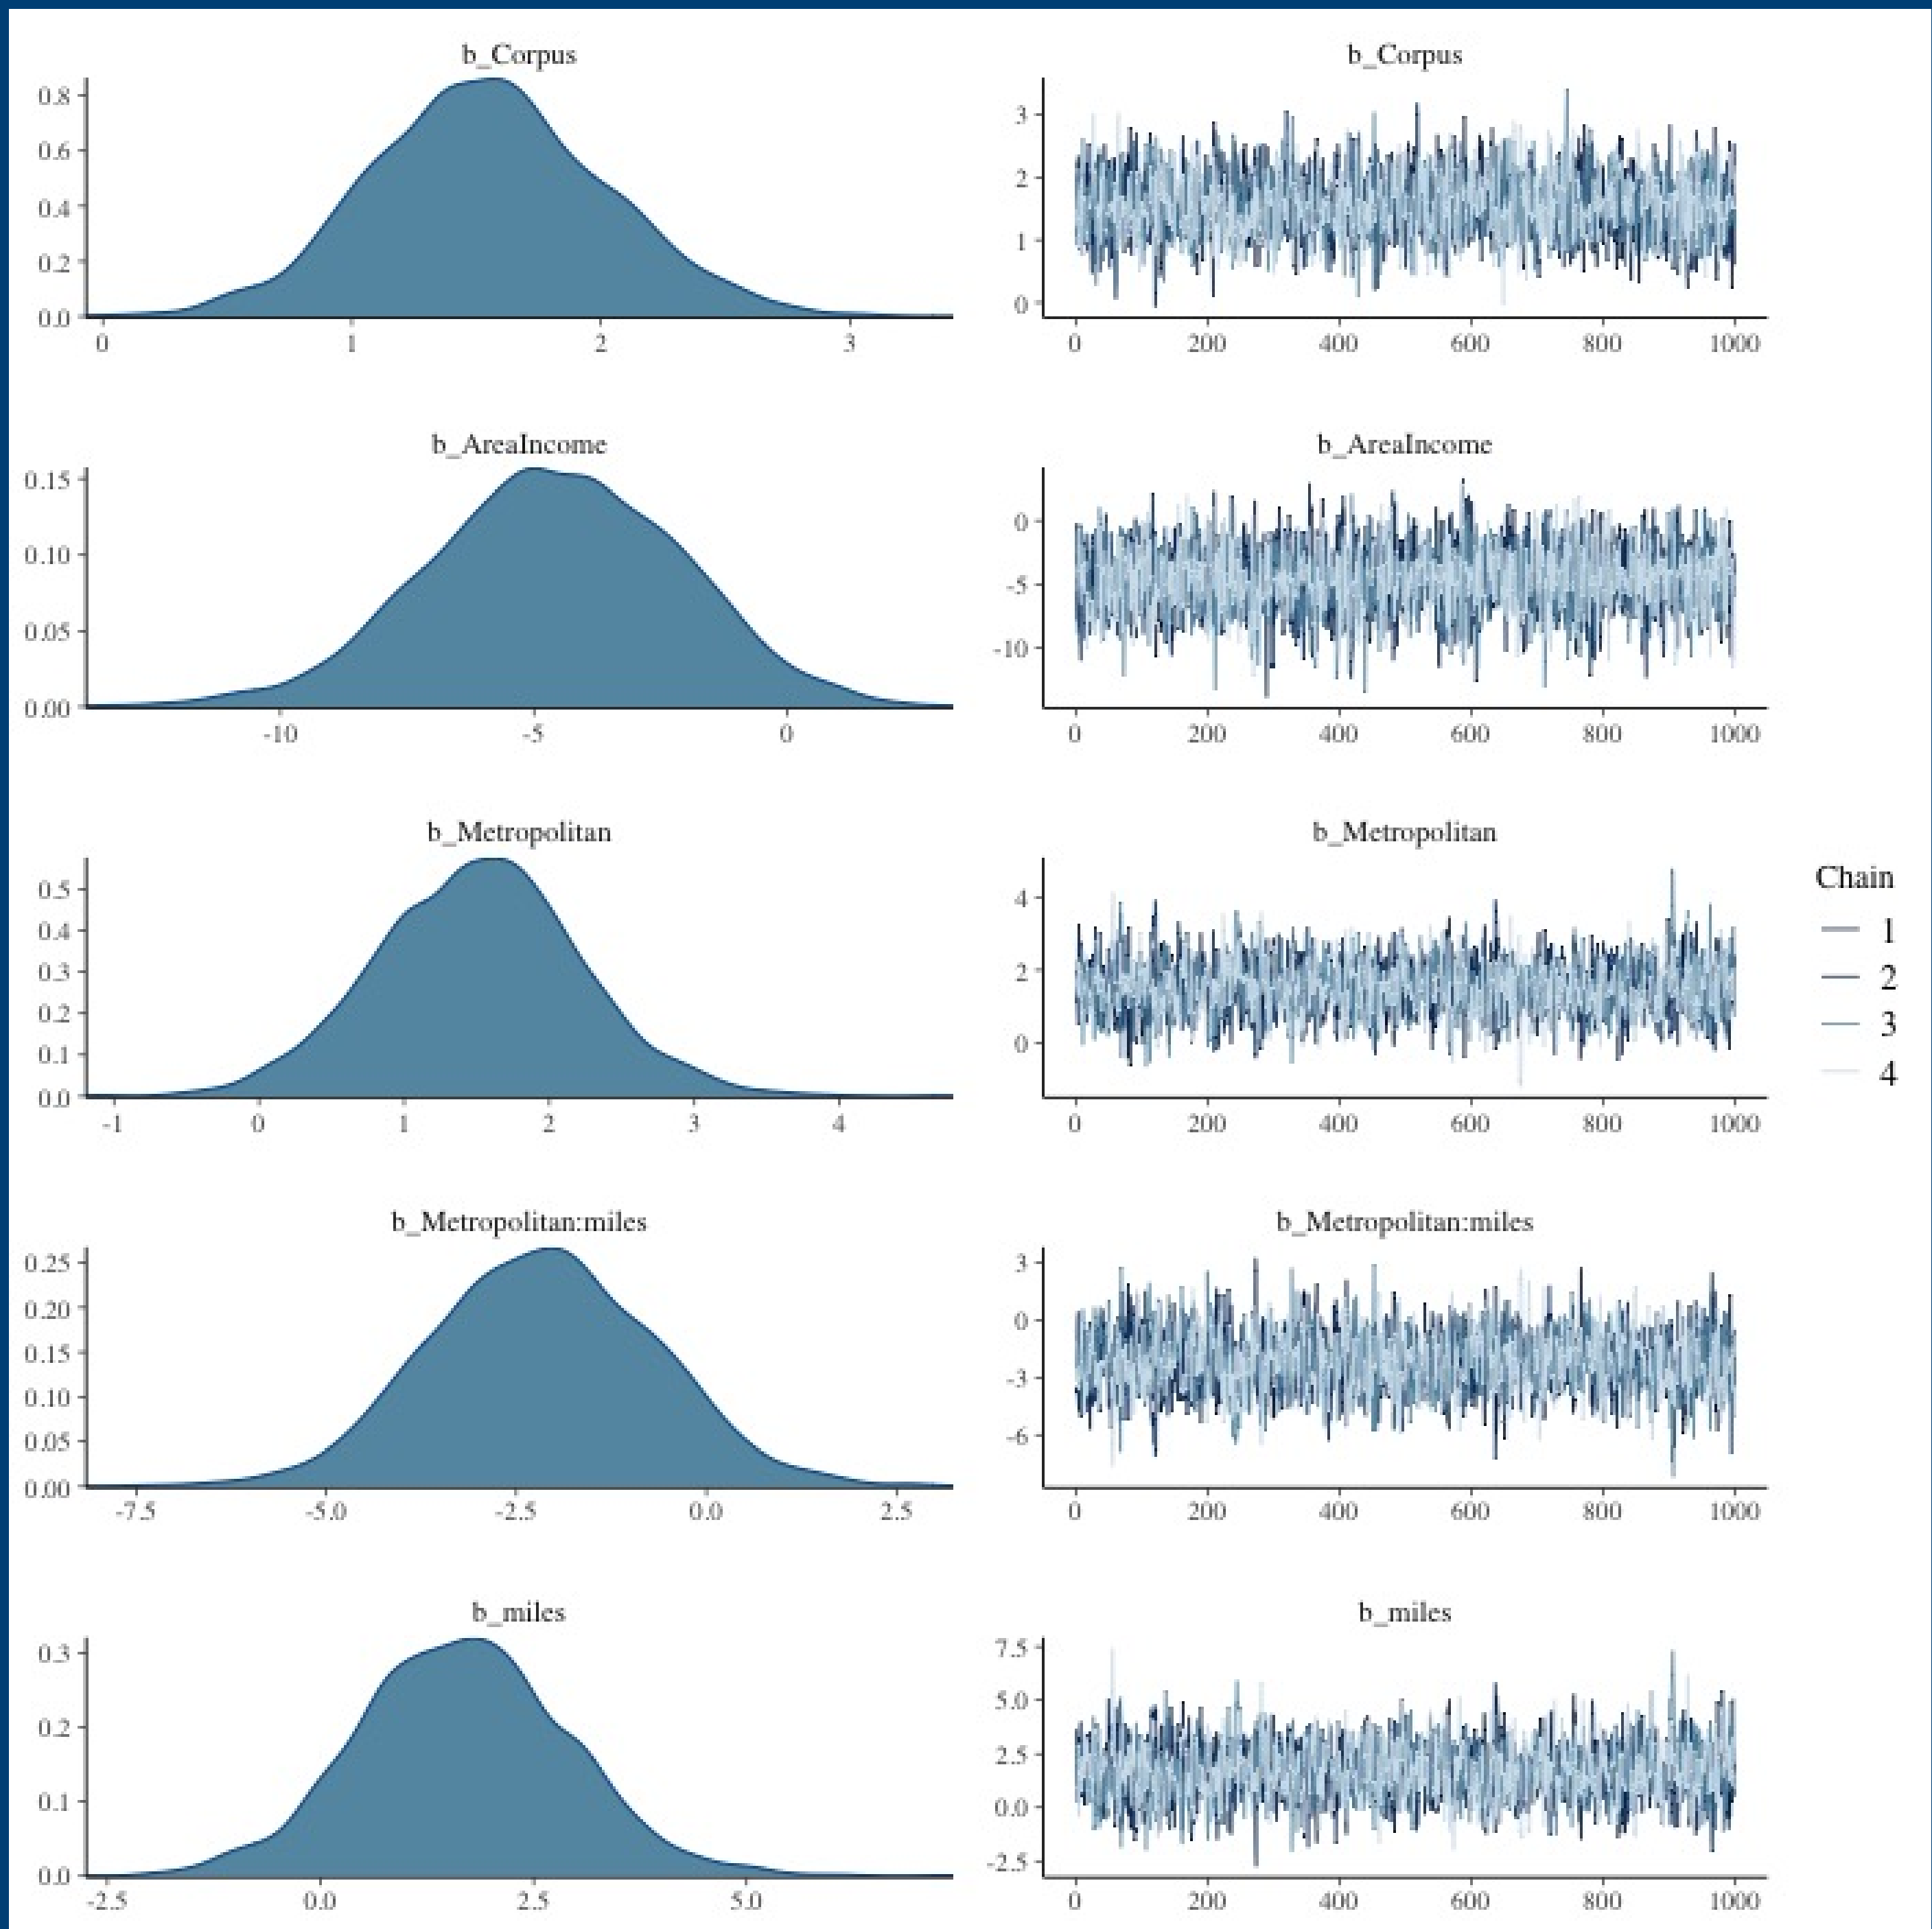 b_Corpus
0.8
0.6
0.4
0.2
0.0
0 1 2 3
b_Corpus
3
2
1
0
0 200 400 600 800 1000
b_AreaIncome
0.15
0.10
0.05
0.00
-10 -5 0
b_AreaIncome
0
-5
-10
0 200 400 600 800 1000
b_Metropolitan
0.5
0.4
0.3
0.2
0.1
0.0
-1 0 1 2 3 4
b_Metropolitan
4
2
0
0 200 400 600 800 1000
Chain
1
2
3
4
b_Metropolitan:miles
0.25
0.20
0.15
0.10
0.05
0.00
-7.5 -5.0 -2.5 0.0 2.5
b_Metropolitan:miles
3
0
-3
-6
0 200 400 600 800 1000
b_miles
0.3
0.2
0.1
0.0
-2.5 0.0 2.5 5.0
b_miles
7.5
5.0
2.5
0.0
-2.5
0 200 400 600 800 1000